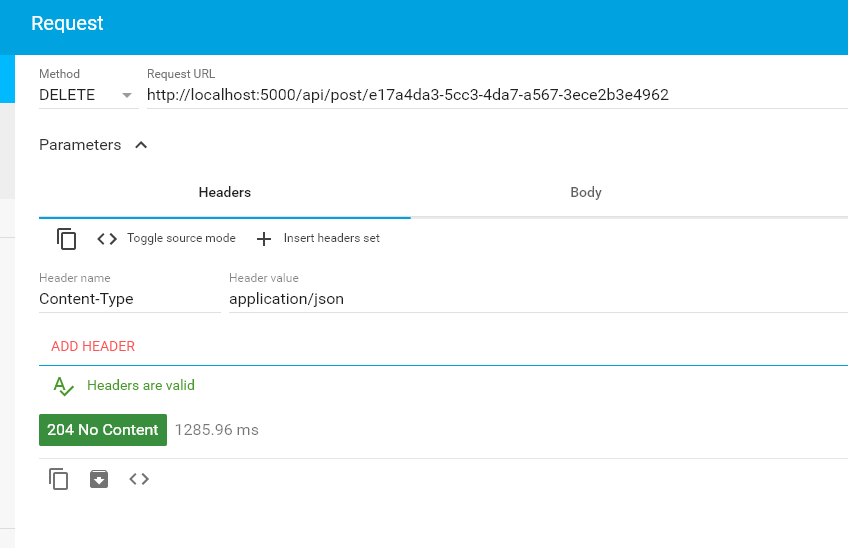 Request
Method
Request URL
DELETE
http://localhost:5000/api/post/e17a4da3-5cc3-4da7-a567-3ece2b3e4962
Parameters
Headers
Body
Toggle source mode
Insert headers set
Header name
Header value
Content-Type
application/json
ADD HEADER
Headers are valid
204 No Content
1285.96 ms